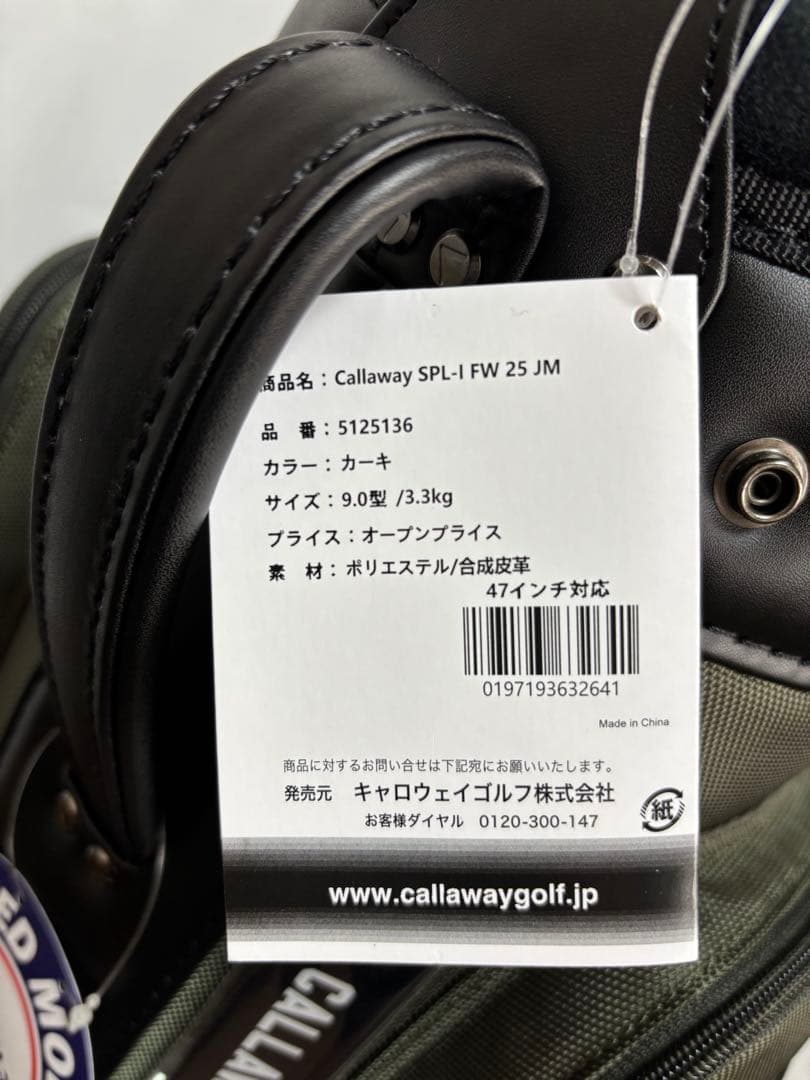 商品名：Callaway SPL-I FW 25 JM
品　番：5125136
カラー：カーキ
サイズ：9.0型 /3.3kg
プライス：オープンプライス
素　材：ポリエステル/合成皮革
47インチ対応
0197193632641
Made in China
商品に対するお問い合せは下記宛にお願いいたします。
発売元　キャロウェイゴルフ株式会社
お客様ダイヤル　0120-300-147
紙
www.callawaygolf.jp